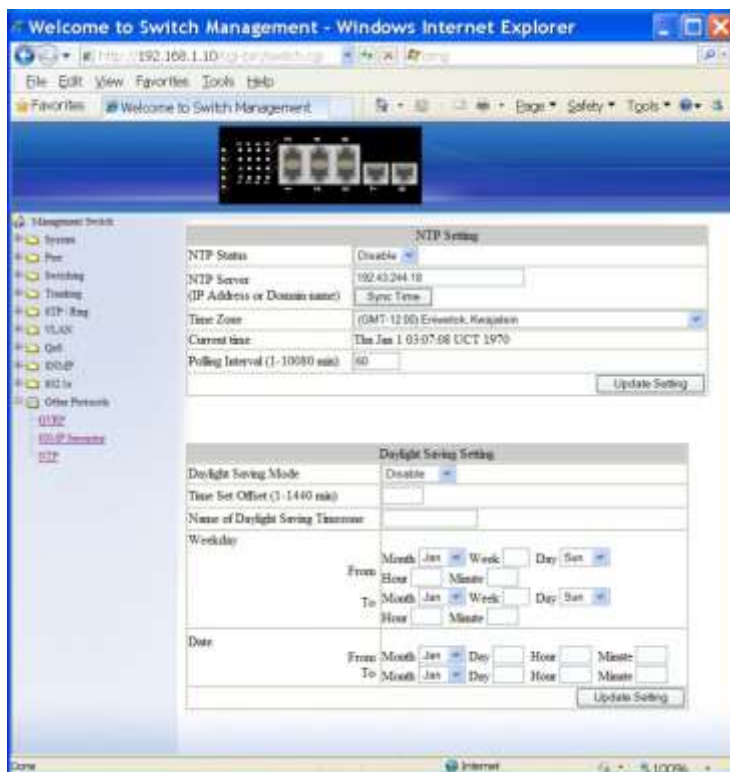 Welcome to Switch Management - Windows Internet Explorer
192.168.1.10
File Edit View Favorites Tools Help
Favorites Welcome to Switch Management Page Safety Tools
Management Switch
System
Port
Switching
Trunking
STP / Ring
VLAN
QoS
SNMP
802.1x
Other Protocols
GVRP
IGMP Snooping
NTP
NTP Setting
NTP Status Disable
NTP Server
(IP Address or Domain name) 192.43.244.18
Sync Time
Time Zone (GMT-12:00) Eniwetok, Kwajalein
Current time Thu Jan 1 03:07:08 UCT 1970
Polling Interval (1-10080 min) 60
Update Setting
Daylight Saving Setting
Daylight Saving Mode Disable
Time Set Offset (1-1440 min)
Name of Daylight Saving Timezone
Weekday
From Month Jan Week Day Sun
Hour Minute
To Month Jan Week Day Sun
Hour Minute
Date
From Month Jan Day Hour Minute
To Month Jan Day Hour Minute
Update Setting
Done Internet 100%